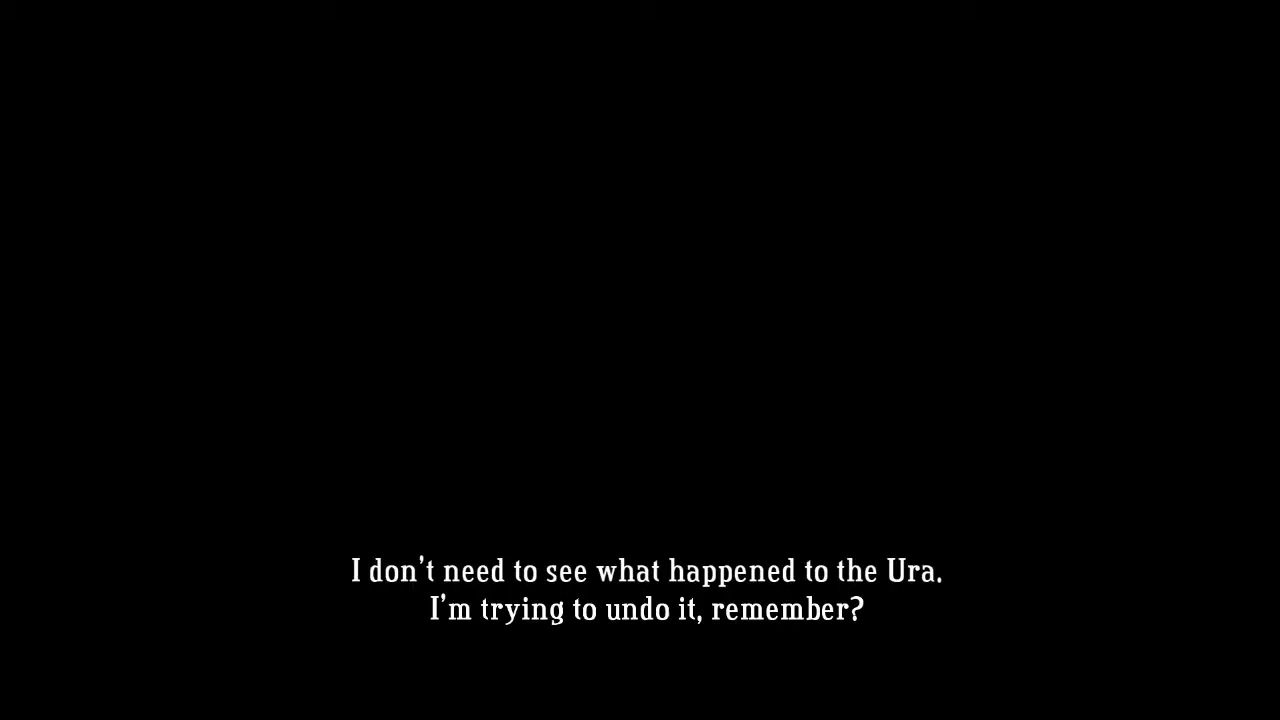 I don't need to see what happened to the Ura.
I'm trying to undo it, remember?